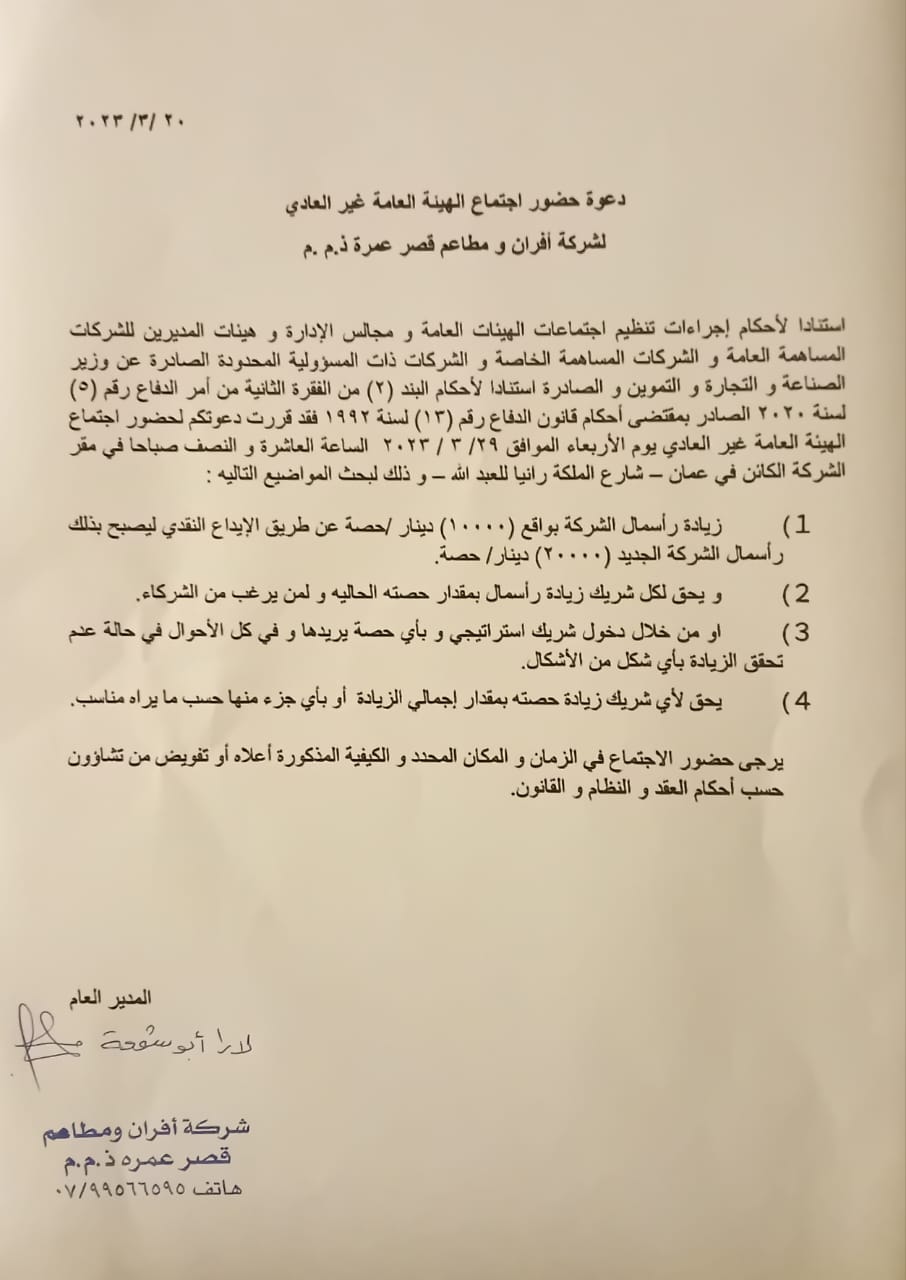 ٢٠ /٣/ ٢٠٢٣
دعوة حضور اجتماع الهيئة العامة غير العادي
لشركة أفران و مطاعم قصر عمرة ذ.م .م
استنادا لأحكام إجراءات تنظيم اجتماعات الهيئات العامة و مجالس الإدارة و هيئات المديرين للشركات
المساهمة العامة و الشركات المساهمة الخاصة و الشركات ذات المسؤولية المحدودة الصادرة عن وزير
الصناعة و التجارة و التموين و الصادرة استنادا لأحكام البند (٢) من الفقرة الثانية من أمر الدفاع رقم (٥)
لسنة ٢٠٢٠ الصادر بمقتضى أحكام قانون الدفاع رقم (١٣) لسنة ١٩٩٢ فقد قررت دعوتكم لحضور اجتماع
الهيئة العامة غير العادي يوم الأربعاء الموافق ٢٩/ ٣ / ٢٠٢٣ الساعة العاشرة و النصف صباحا في مقر
الشركة الكائن في عمان – شارع الملكة رانيا للعبد الله – و ذلك لبحث المواضيع التاليه :
1) زيادة رأسمال الشركة بواقع (١٠٠٠٠) دينار /حصة عن طريق الإيداع النقدي ليصبح بذلك
رأسمال الشركة الجديد (٢٠٠٠٠) دينار/ حصة.
2) و يحق لكل شريك زيادة رأسمال بمقدار حصته الحاليه و لمن يرغب من الشركاء.
3) او من خلال دخول شريك استراتيجي و بأي حصة يريدها و في كل الأحوال في حالة عدم
تحقق الزيادة بأي شكل من الأشكال.
4) يحق لأي شريك زيادة حصته بمقدار إجمالي الزيادة أو بأي جزء منها حسب ما يراه مناسب.
يرجى حضور الاجتماع في الزمان و المكان المحدد و الكيفية المذكورة أعلاه أو تفويض من تشاؤون
حسب أحكام العقد و النظام و القانون.
المدير العام
لارا أبو
شركة أفران ومطاعم
قصر عمره ذ.م.م
هاتف ٠٧/٩٩٥٦٦٥٩٥